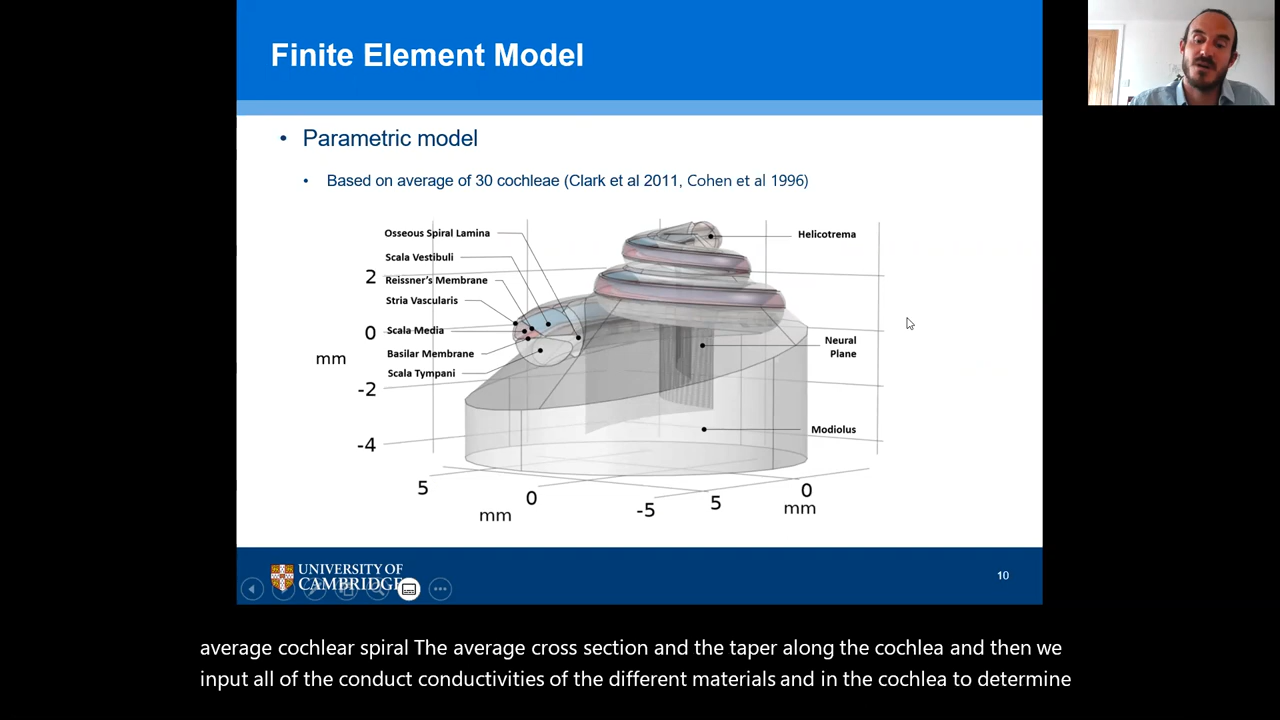 Finite Element Model
• Parametric model
• Based on average of 30 cochleae (Clark et al 2011, Cohen et al 1996)
Osseous Spiral Lamina
Scala Vestibuli
Reissner's Membrane
Stria Vascularis
Scala Media
Basilar Membrane
Scala Tympani
Helicotrema
Neural
Plane
Modiolus
2
0
mm
-2
-4
5
0
mm
-5
5
0
mm
UNIVERSITY OF
CAMBRIDGE
10
average cochlear spiral The average cross section and the taper along the cochlea and then we
input all of the conduct conductivities of the different materials and in the cochlea to determine